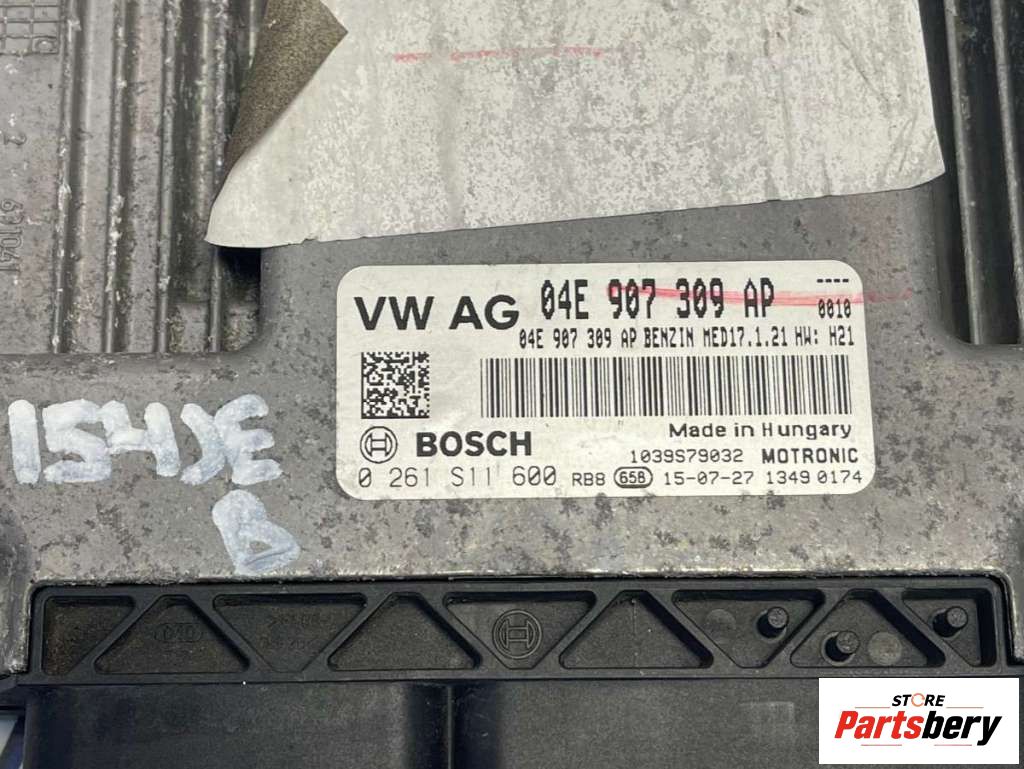 VW AG 04E 907 309 AP ----
0010
04E 907 309 AP BENZIN MED17.1.21 HW: H21
Made in Hungary
BOSCH 1039S79032 MOTRONIC
0 261 S11 600 RB8 658 15-07-27 1349 0174
154JE
B
STORE
Partsbery